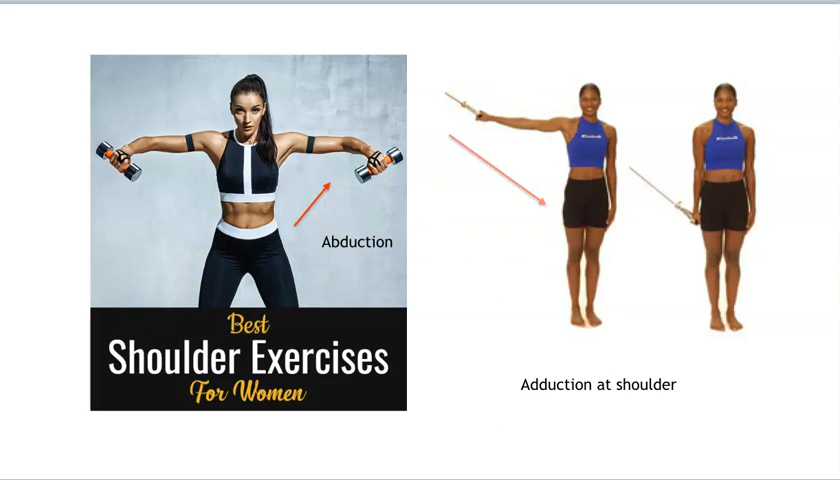 Abduction
Best
Shoulder Exercises
For Women
Adduction at shoulder